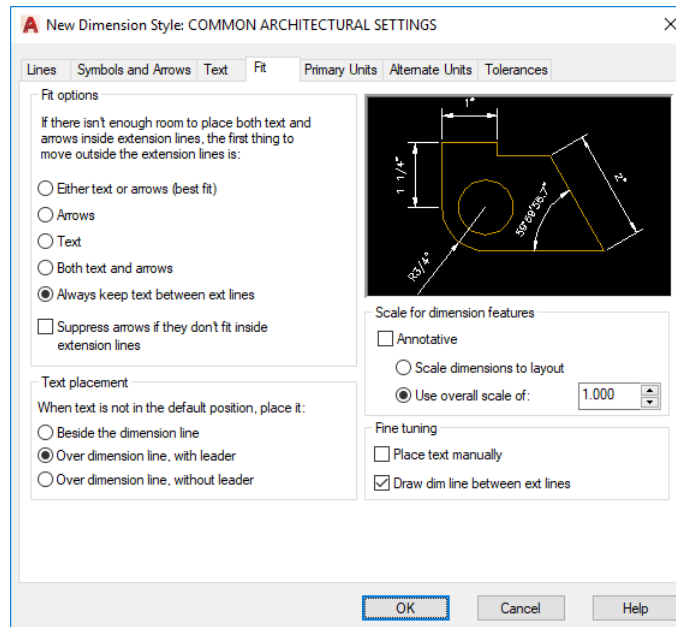 New Dimension Style: COMMON ARCHITECTURAL SETTINGS
Lines Symbols and Arrows Text Fit Primary Units Alternate Units Tolerances
Fit options
If there isn't enough room to place both text and
arrows inside extension lines, the first thing to
move outside the extension lines is:
Either text or arrows (best fit)
Arrows
Text
Both text and arrows
Always keep text between ext lines
Suppress arrows if they don't fit inside
extension lines
Text placement
When text is not in the default position, place it:
Beside the dimension line
Over dimension line, with leader
Over dimension line, without leader
1"
1 1/4"
2"
59°59'56.7"
R3/4"
Scale for dimension features
Annotative
Scale dimensions to layout
Use overall scale of: 1.000
Fine tuning
Place text manually
Draw dim line between ext lines
OK Cancel Help